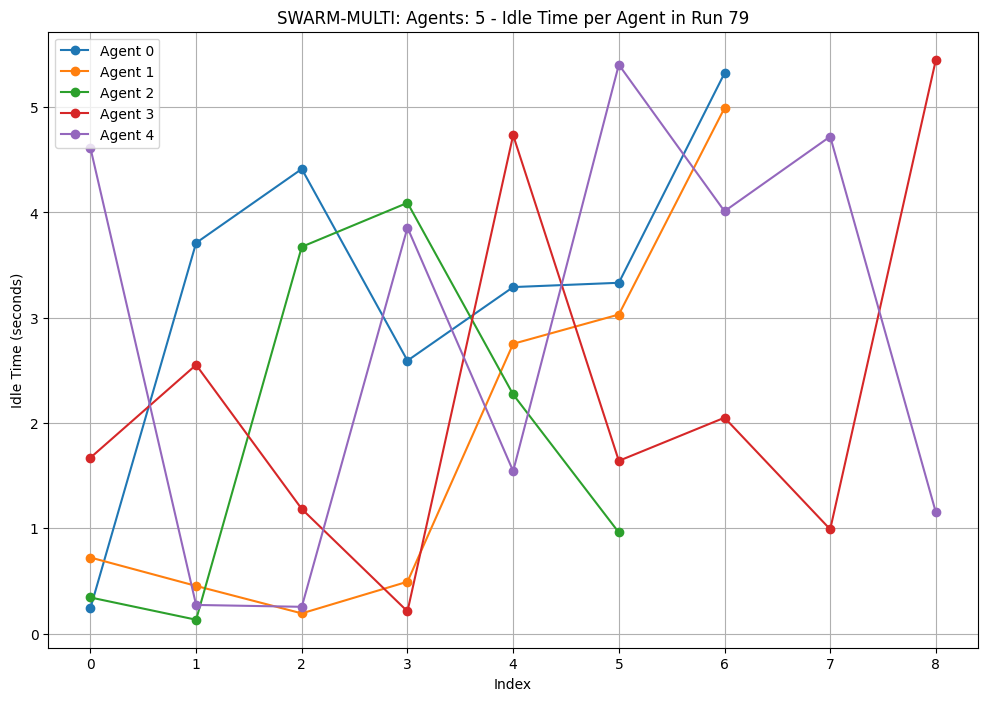 SWARM-MULTI: Agents: 5 - Idle Time per Agent in Run 79
Agent 0
Agent 1
Agent 2
Agent 3
Agent 4
Idle Time (seconds)
5
4
3
2
1
0
0 1 2 3 4 5 6 7 8
Index